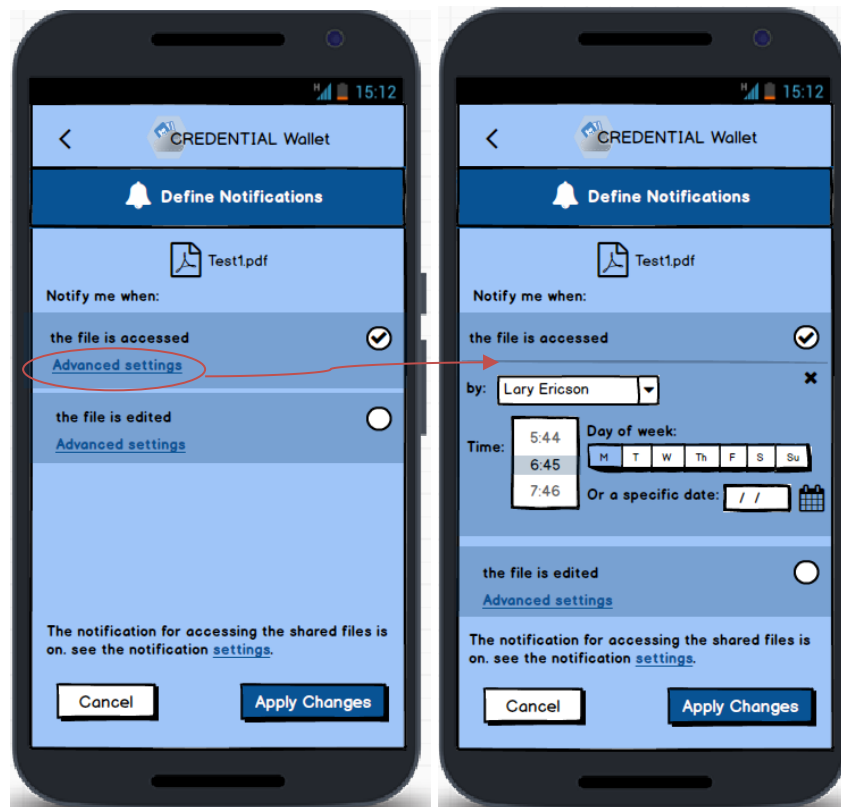 H 15:12
CREDENTIAL Wallet
Define Notifications
Test1.pdf
Notify me when:
the file is accessed
Advanced settings
the file is edited
Advanced settings
The notification for accessing the shared files is
on. see the notification settings.
Cancel
Apply Changes
H 15:12
CREDENTIAL Wallet
Define Notifications
Test1.pdf
Notify me when:
the file is accessed
by: Lary Ericson
Time:
5:44
6:45
7:46
Day of week:
M T W Th F S Su
Or a specific date: / /
the file is edited
Advanced settings
The notification for accessing the shared files is
on. see the notification settings.
Cancel
Apply Changes